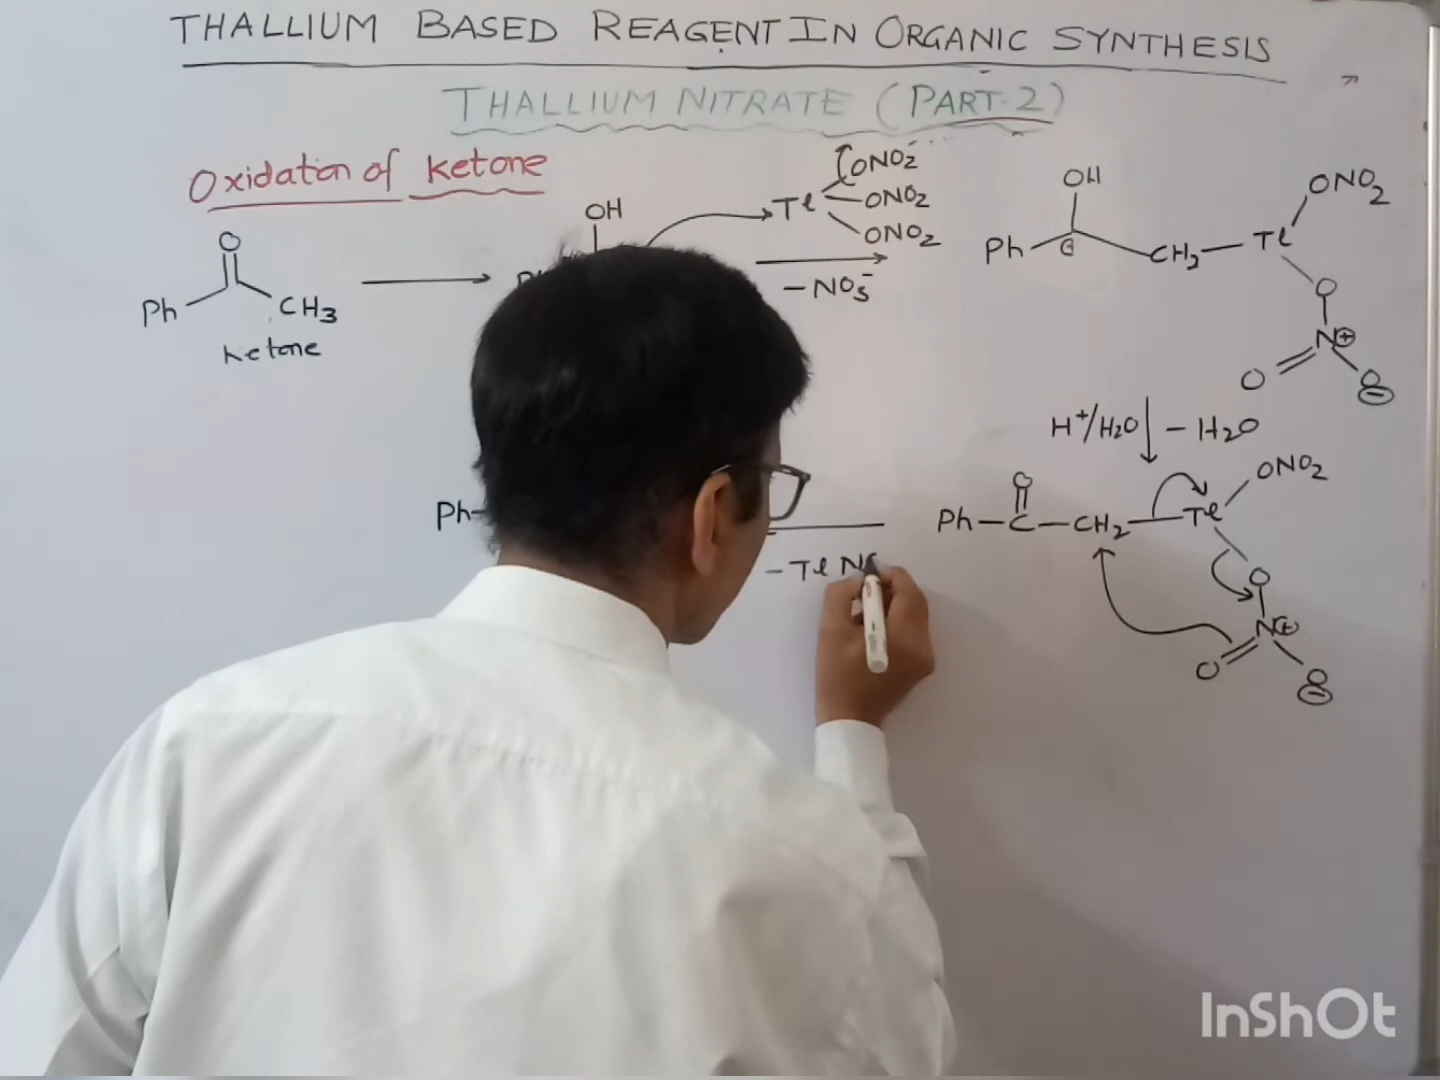 THALLIUM BASED REAGENT IN ORGANIC SYNTHESIS
THALLIUM NITRATE (PART-2)
Oxidation of ketone
O
Ph CH3
ketone
OH
Tl ONO2
ONO2
ONO2
- NO3-
OH
Ph C CH2 - Tl ONO2
O
N⊕
O O⊖
H+/H2O - H2O
O
Ph - C - CH2 - Tl ONO2
O
N⊕
O O⊖
Ph-
- Tl N
InShOt